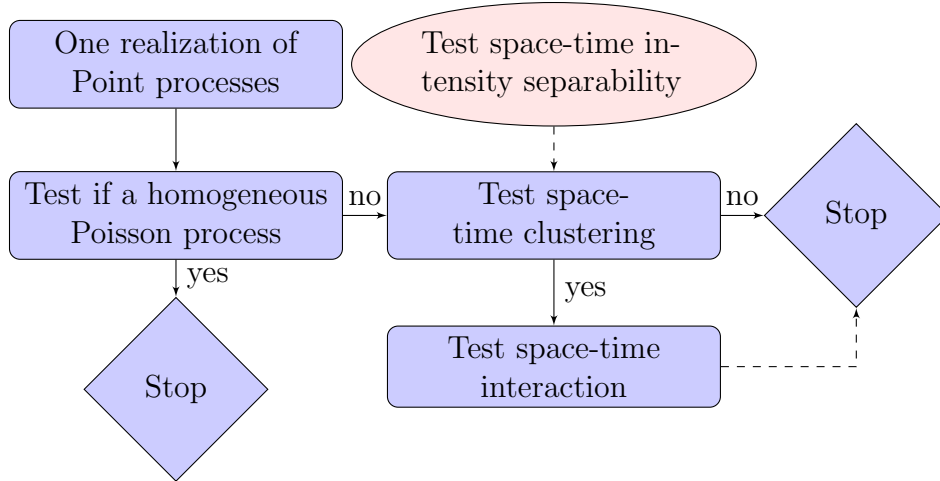 One realization of
Point processes
Test space-time in-
tensity separability
Test if a homogeneous
Poisson process
no
Test space-
time clustering
no
Stop
yes
yes
Test space-time
interaction
Stop